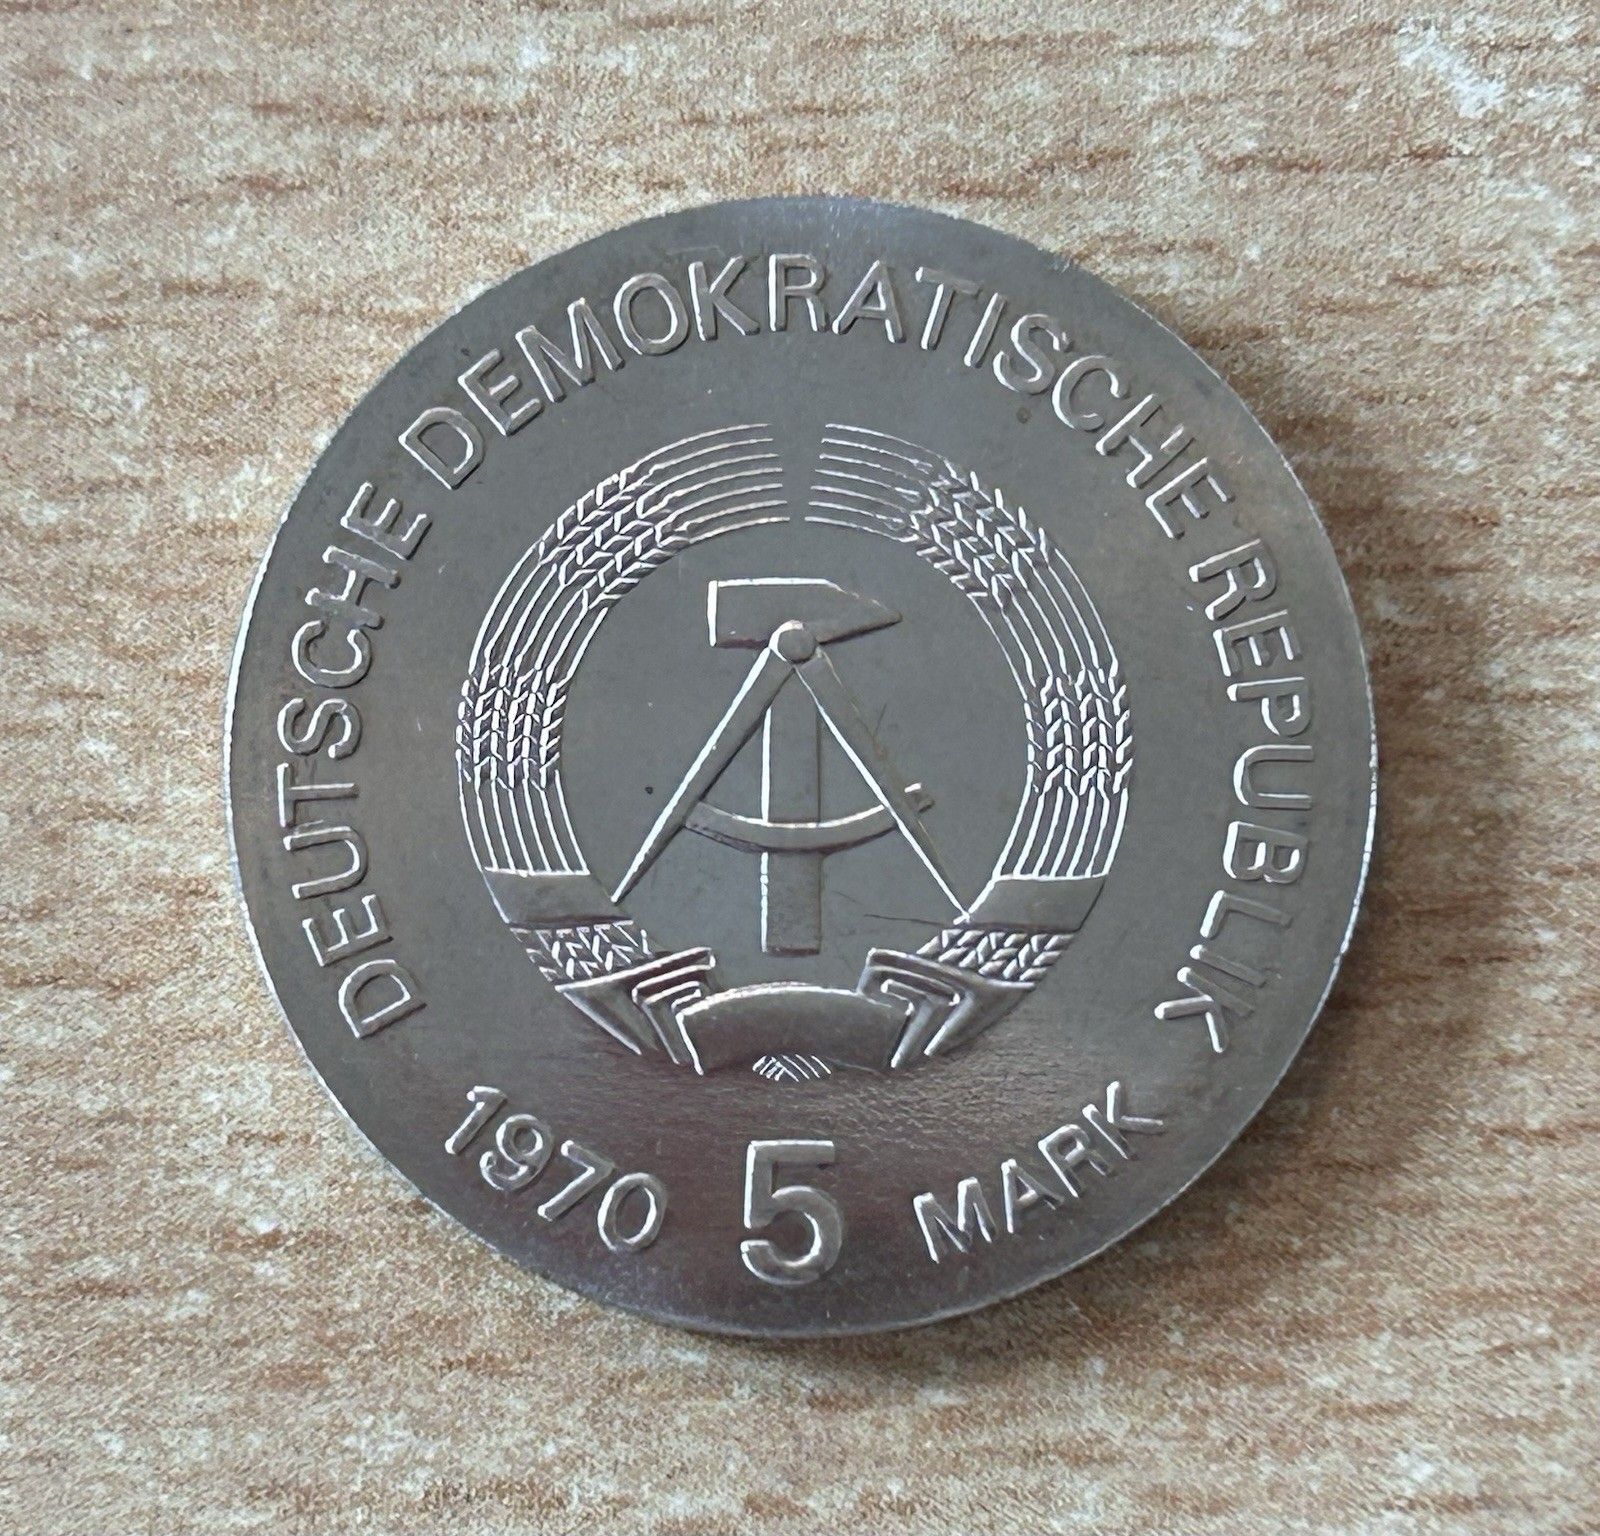 DEUTSCHE DEMOKRATISCHE REPUBLIK
1970 5 MARK